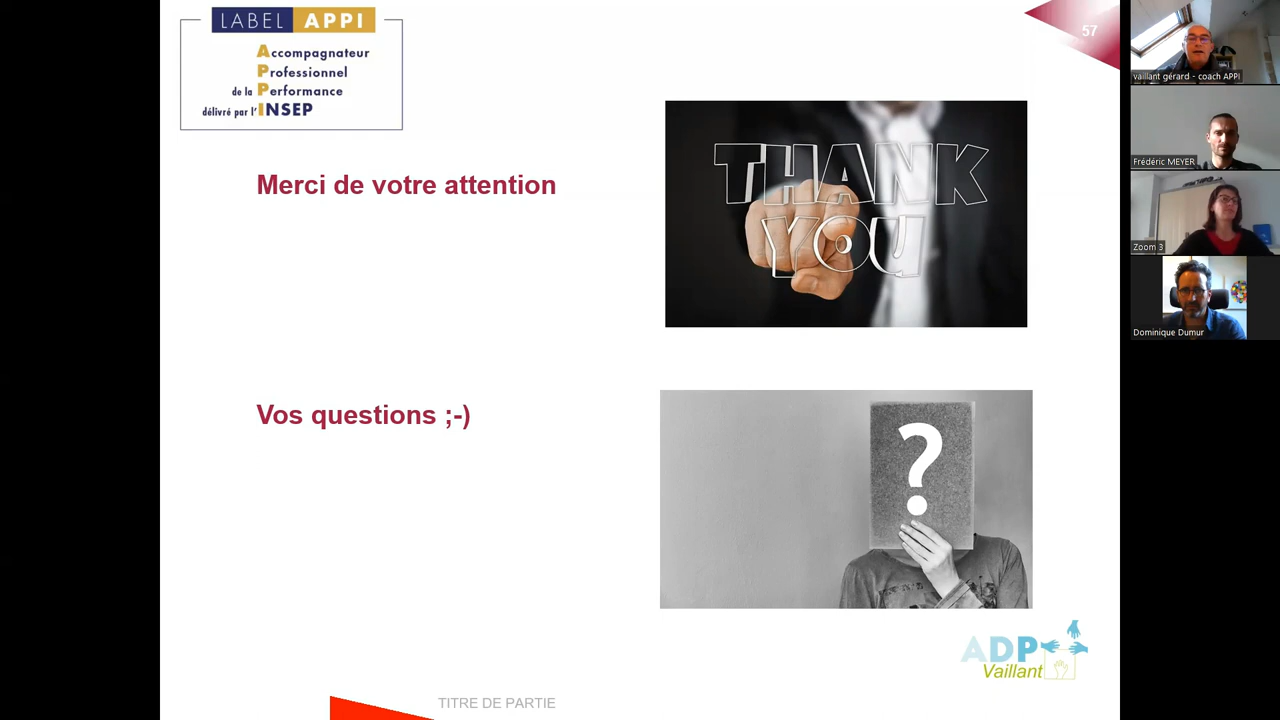 LABEL APPI
Accompagnateur
Professionnel
de la Performance
délivré par l'INSEP
57
Merci de votre attention
THANK
YOU
Vos questions ;-)
?
ADP
Vaillant
TITRE DE PARTIE
vaillant gérard - coach APPI
Frédéric MEYER
Zoom 3
Dominique Dumur